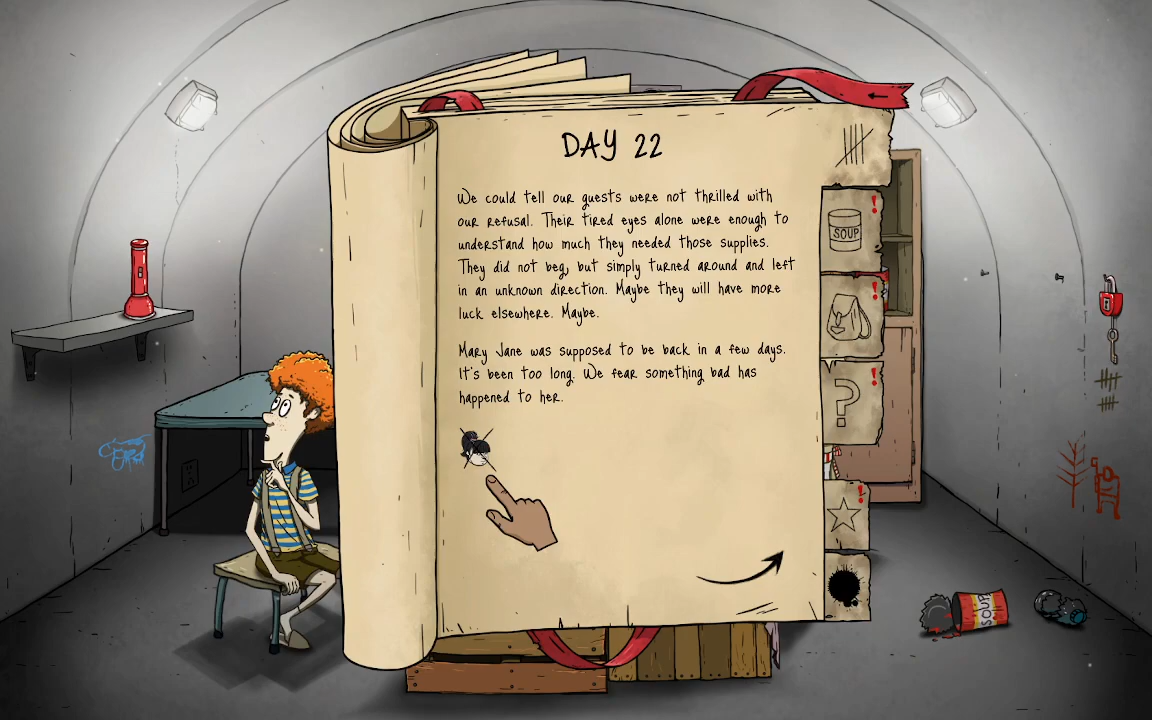 DAY 22
We could tell our guests were not thrilled with
our refusal. Their tired eyes alone were enough to
understand how much they needed those supplies.
They did not beg, but simply turned around and left
in an unknown direction. Maybe they will have more
luck elsewhere. Maybe.
Mary Jane was supposed to be back in a few days.
It's been too long. We fear something bad has
happened to her.
!
SOUP
!
!
?
!
SOUP